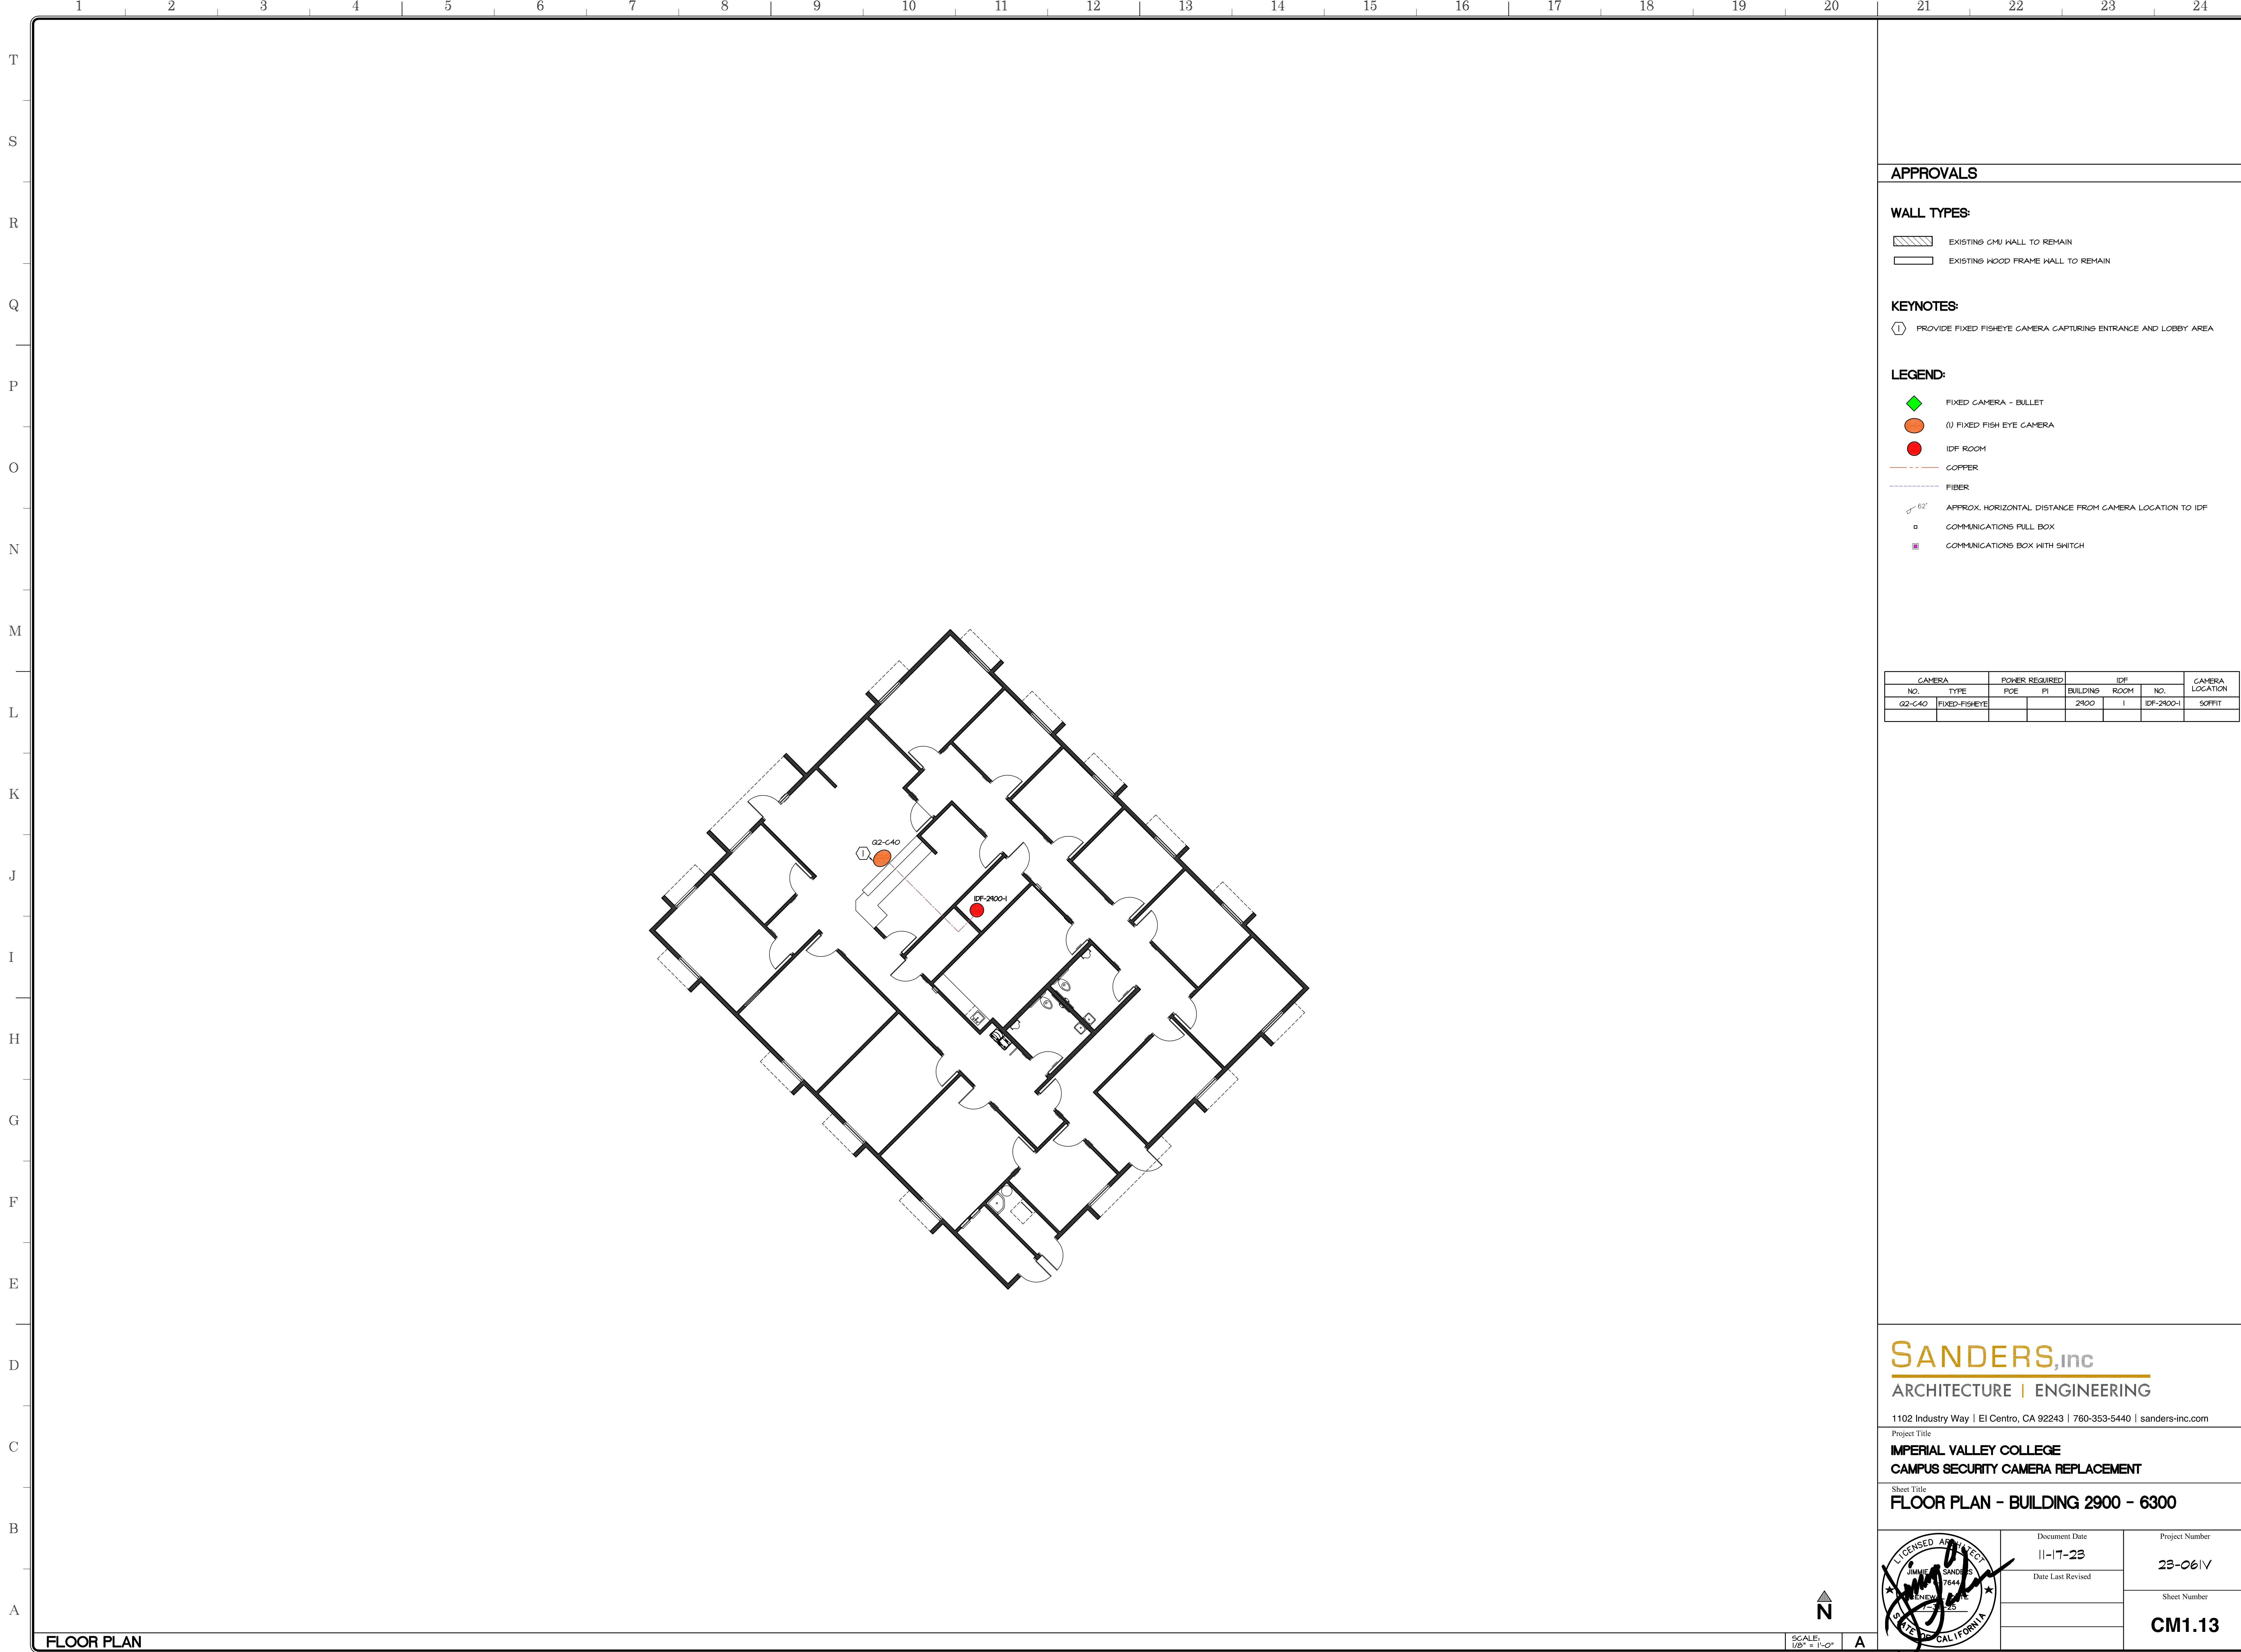 1 2 3 4 5 6 7 8 9 10 11 12 13 14 15 16 17 18 19 20 21 22 23 24
T
S
R
Q
P
O
N
M
L
K
J
I
H
G
F
E
D
C
B
A
Q2-C40
1
IDF-2900-1
APPROVALS
WALL TYPES:
EXISTING CMU WALL TO REMAIN
EXISTING WOOD FRAME WALL TO REMAIN
KEYNOTES:
1 PROVIDE FIXED FISHEYE CAMERA CAPTURING ENTRANCE AND LOBBY AREA
LEGEND:
FIXED CAMERA - BULLET
(1) FIXED FISH EYE CAMERA
IDF ROOM
COPPER
FIBER
62' APPROX. HORIZONTAL DISTANCE FROM CAMERA LOCATION TO IDF
COMMUNICATIONS PULL BOX
COMMUNICATIONS BOX WITH SWITCH
CAMERA POWER REQUIRED IDF CAMERA LOCATION
NO. TYPE POE PI BUILDING ROOM NO.
Q2-C40 FIXED-FISHEYE 2900 1 IDF-2900-1 SOFFIT
SANDERS,inc
ARCHITECTURE | ENGINEERING
1102 Industry Way | El Centro, CA 92243 | 760-353-5440 | sanders-inc.com
Project Title
IMPERIAL VALLEY COLLEGE
CAMPUS SECURITY CAMERA REPLACEMENT
Sheet Title
FLOOR PLAN - BUILDING 2900 - 6300
LICENSED ARCHITECT
SANDERS
7644
STATE OF CALIFORNIA
Document Date
11-17-23
Date Last Revised
Project Number
23-061V
Sheet Number
CM1.13
N
FLOOR PLAN
SCALE:
1/8" = 1'-0"
A